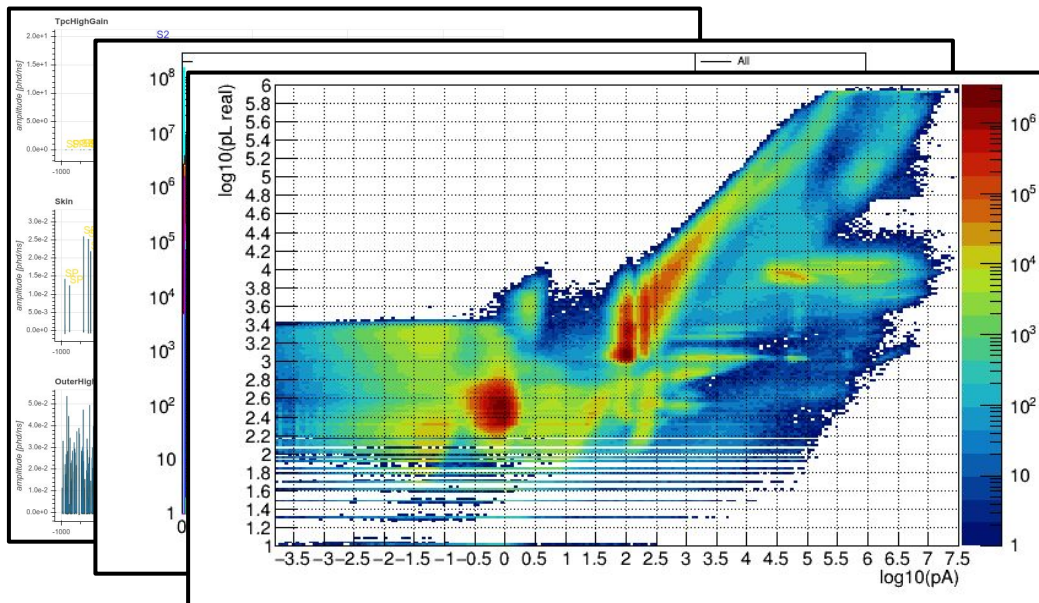 TpcHighGain
S2
amplitude [phd/ns]
2.0e+1
1.5e+1
1.0e+1
5.0e+0
0.0e+0
-1000
Skin
amplitude [phd/ns]
3.0e-2
2.5e-2
2.0e-2
1.5e-2
1.0e-2
5.0e-3
0.0e+0
SP
SP
-1000
amplitude [phd/ns]
5.0e-2
4.0e-2
3.0e-2
2.0e-2
1.0e-2
0.0e+0
-1000
10^8
10^7
10^6
10^5
10^4
10^3
10^2
10
1
0
All
log10(pL real)
6
5.8
5.6
5.4
5.2
5
4.8
4.6
4.4
4.2
4
3.8
3.6
3.4
3.2
3
2.8
2.6
2.4
2.2
2
1.8
1.6
1.4
1.2
1
−3.5 −3 −2.5 −2 −1.5 −1 −0.5 0 0.5 1 1.5 2 2.5 3 3.5 4 4.5 5 5.5 6 6.5 7 7.5
log10(pA)
10^6
10^5
10^4
10^3
10^2
10
1